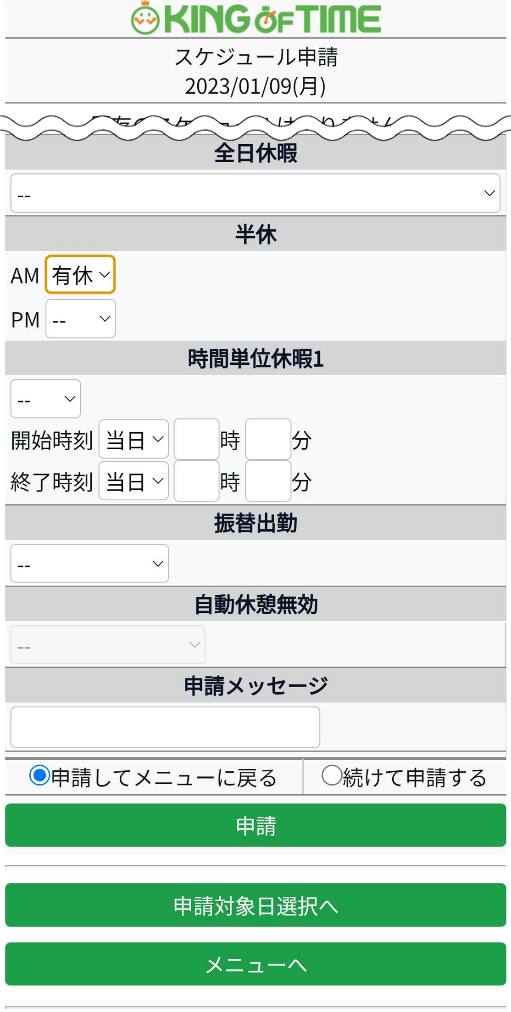 KING OF TIME
スケジュール申請
2023/01/09(月)
全日休暇
--
半休
AM 有休
PM --
時間単位休暇1
--
開始時刻 当日 時 分
終了時刻 当日 時 分
振替出勤
--
自動休憩無効
--
申請メッセージ
申請してメニューに戻る 続けて申請する
申請
申請対象日選択へ
メニューへ